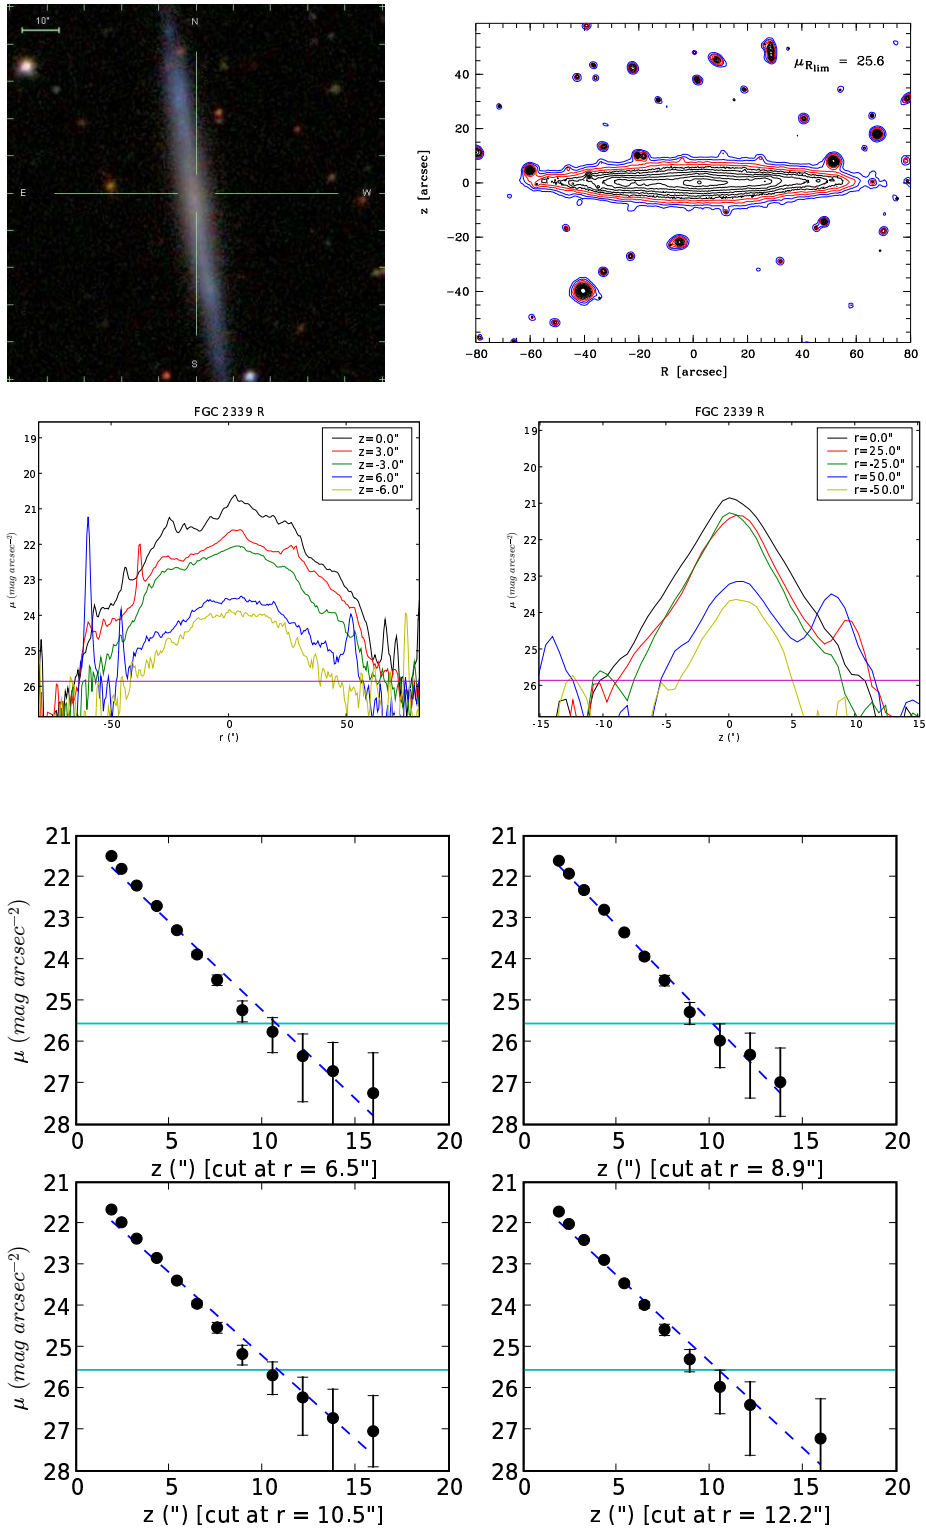 10"
N
E
W
S
μRlim = 25.6
z [arcsec]
40
20
0
−20
−40
−80 −60 −40 −20 0 20 40 60 80
R [arcsec]
FGC 2339 R
z=0.0"
z=3.0"
z=-3.0"
z=6.0"
z=-6.0"
μ (mag arcsec−2)
19
20
21
22
23
24
25
26
-50 0 50
r (")
FGC 2339 R
r=0.0"
r=25.0"
r=-25.0"
r=50.0"
r=-50.0"
μ (mag arcsec−2)
19
20
21
22
23
24
25
26
-15 -10 -5 0 5 10 15
z (")
μ (mag arcsec−2)
21
22
23
24
25
26
27
28
0 5 10 15 20
z (") [cut at r = 6.5"]
21
22
23
24
25
26
27
28
0 5 10 15 20
z (") [cut at r = 8.9"]
μ (mag arcsec−2)
21
22
23
24
25
26
27
28
0 5 10 15 20
z (") [cut at r = 10.5"]
21
22
23
24
25
26
27
28
0 5 10 15 20
z (") [cut at r = 12.2"]